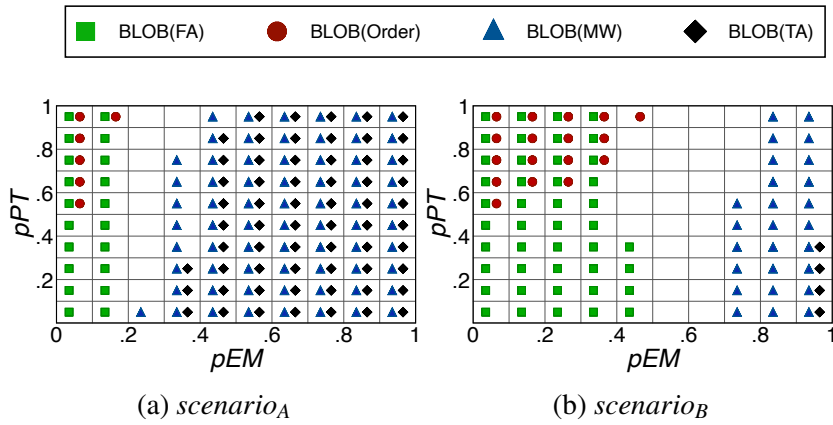 BLOB(FA) BLOB(Order) BLOB(MW) BLOB(TA)
1 1
.8 .8
.6 .6
pPT pPT
.4 .4
.2 .2
0 .2 .4 .6 .8 1 0 .2 .4 .6 .8 1
pEM pEM
(a) scenarioA (b) scenarioB